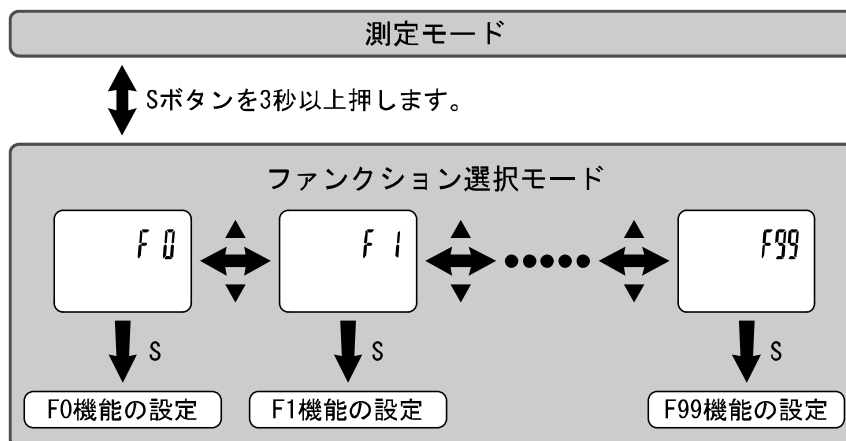 測定モード
Sボタンを3秒以上押します。
ファンクション選択モード
F 0 F 1 F99
S S S
F0機能の設定 F1機能の設定 F99機能の設定